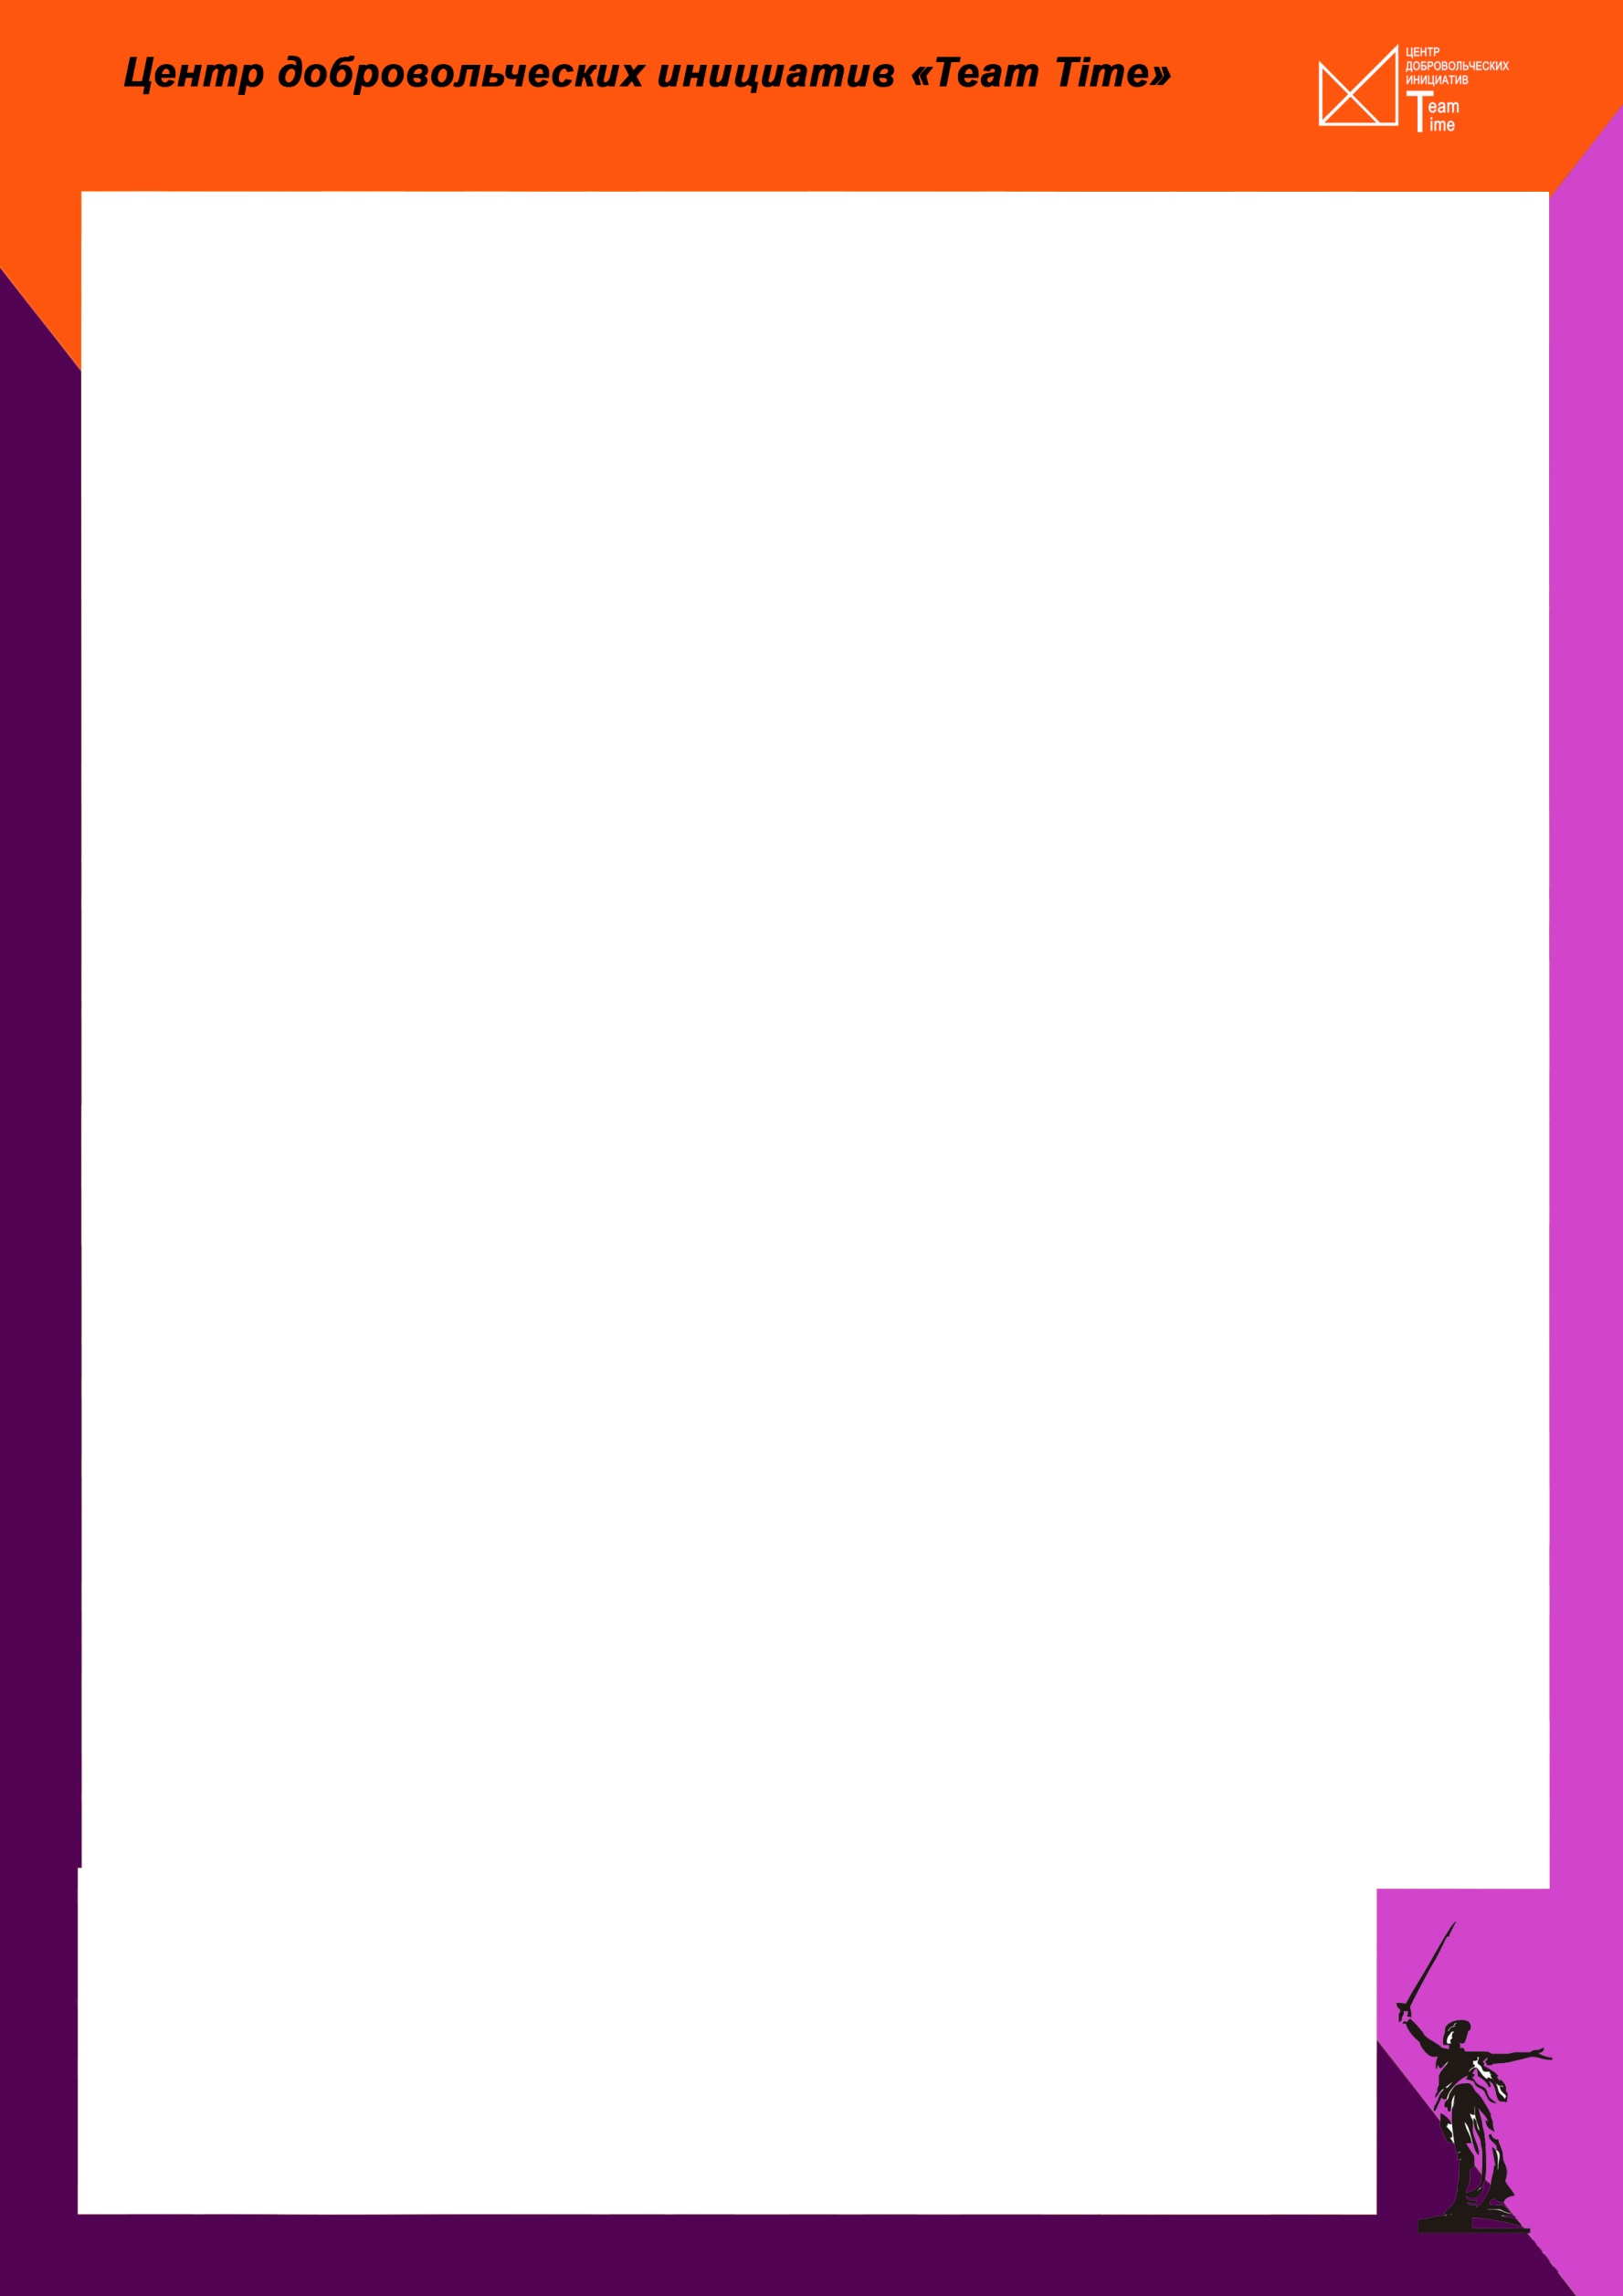 Центр добровольческих инициатив «Team Time»
ЦЕНТР
ДОБРОВОЛЬЧЕСКИХ
ИНИЦИАТИВ
Team
Time